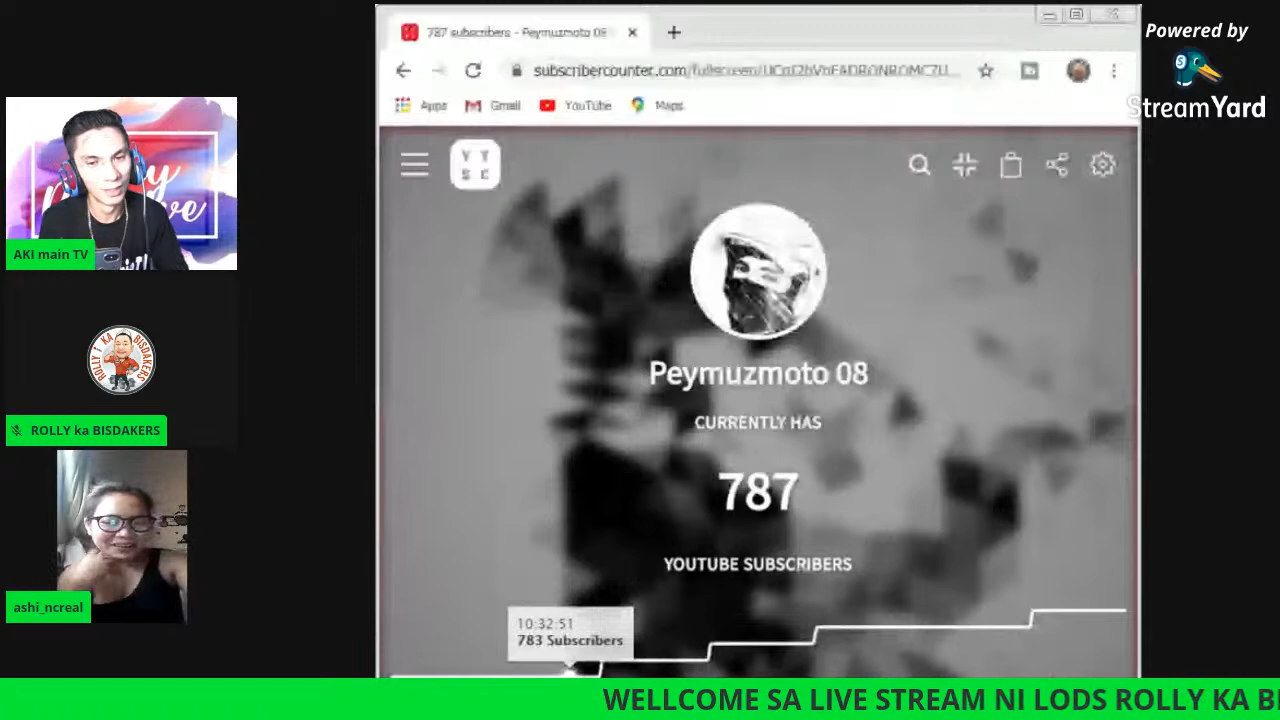 787 subscribers - Peymuzmoto 08
Powered by
StreamYard
subscribercounter.com/fullscreen/
Apps
Gmail
YouTube
Maps
Y T
S C
AKI main TV
ROLLY ka BISDAKERS
ashi_ncreal
Peymuzmoto 08
CURRENTLY HAS
787
YOUTUBE SUBSCRIBERS
10:32:51
783 Subscribers
WELLCOME SA LIVE STREAM NI LODS ROLLY KA